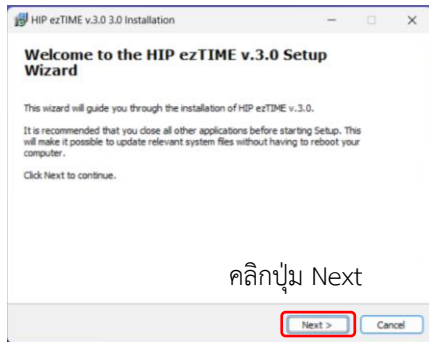 HIP ezTIME v.3.0 3.0 Installation
Welcome to the HIP ezTIME v.3.0 Setup
Wizard
This wizard will guide you through the installation of HIP ezTIME v.3.0.
It is recommended that you close all other applications before starting Setup. This
will make it possible to update relevant system files without having to reboot your
computer.
Click Next to continue.
คลิกปุ่ม Next
Next >
Cancel